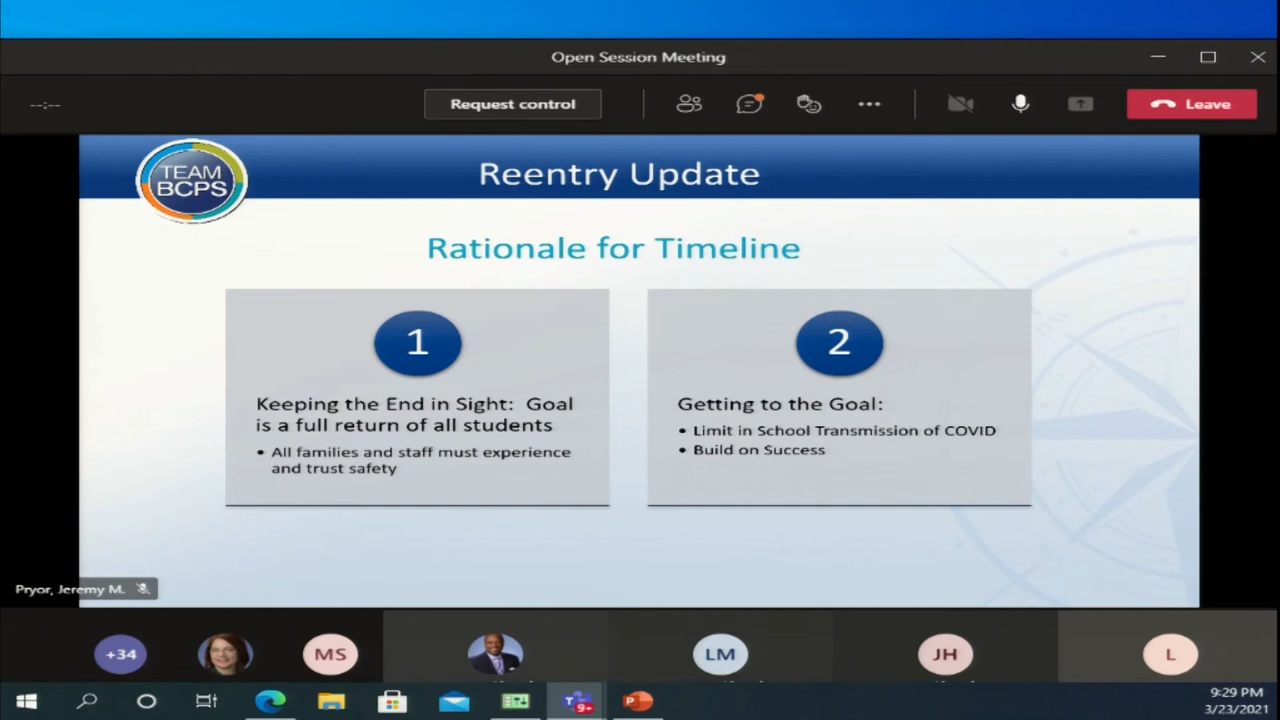 Open Session Meeting
--:--
Request control
Leave
TEAM
BCPS
Reentry Update
Rationale for Timeline
1
Keeping the End in Sight: Goal
is a full return of all students
• All families and staff must experience
and trust safety
2
Getting to the Goal:
• Limit in School Transmission of COVID
• Build on Success
Pryor, Jeremy M.
+34
MS
LM
JH
L
9+
9:29 PM
3/23/2021